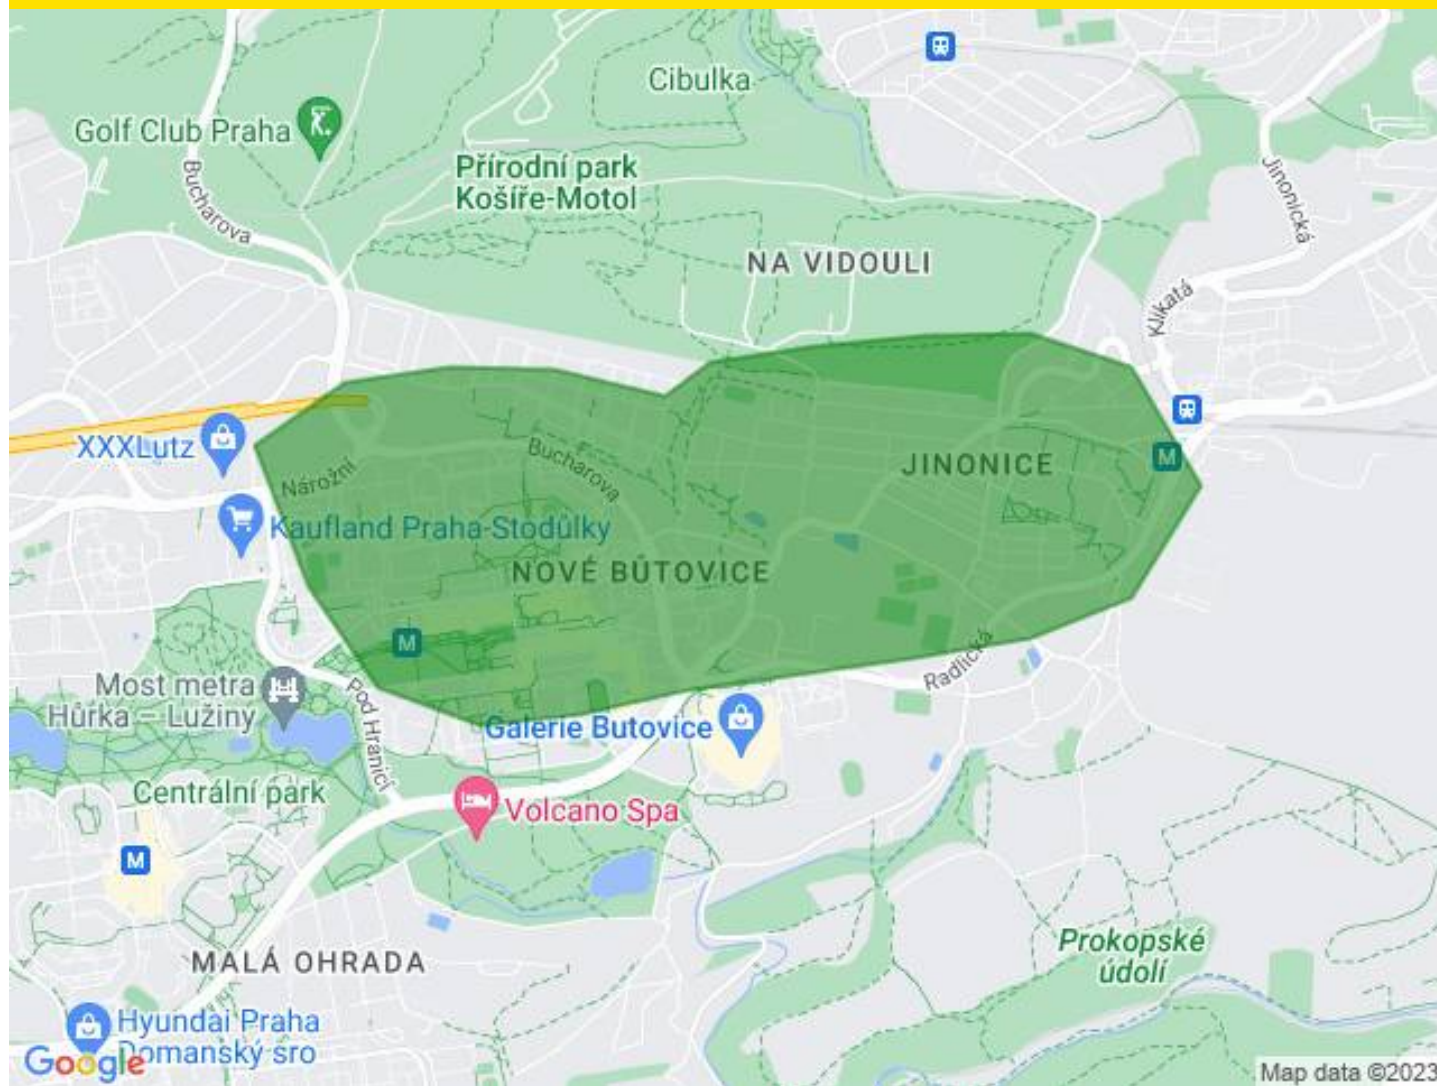 Cibulka
Golf Club Praha
Přírodní park
Košíře-Motol
Jinonická
Bucharova
NA VIDOULI
Klikatá
XXXLutz
Bucharova
JINONICE
M
Nárožní
Kaufland Praha-Stodůlky
NOVÉ BŮTOVICE
M
Radlická
Most metra
Hůrka – Lužiny
Pod Hranicí
Galerie Butovice
Centrální park
Volcano Spa
M
Prokopské
údolí
MALÁ OHRADA
Hyundai Praha
Domanský sro
Google
Map data ©2023